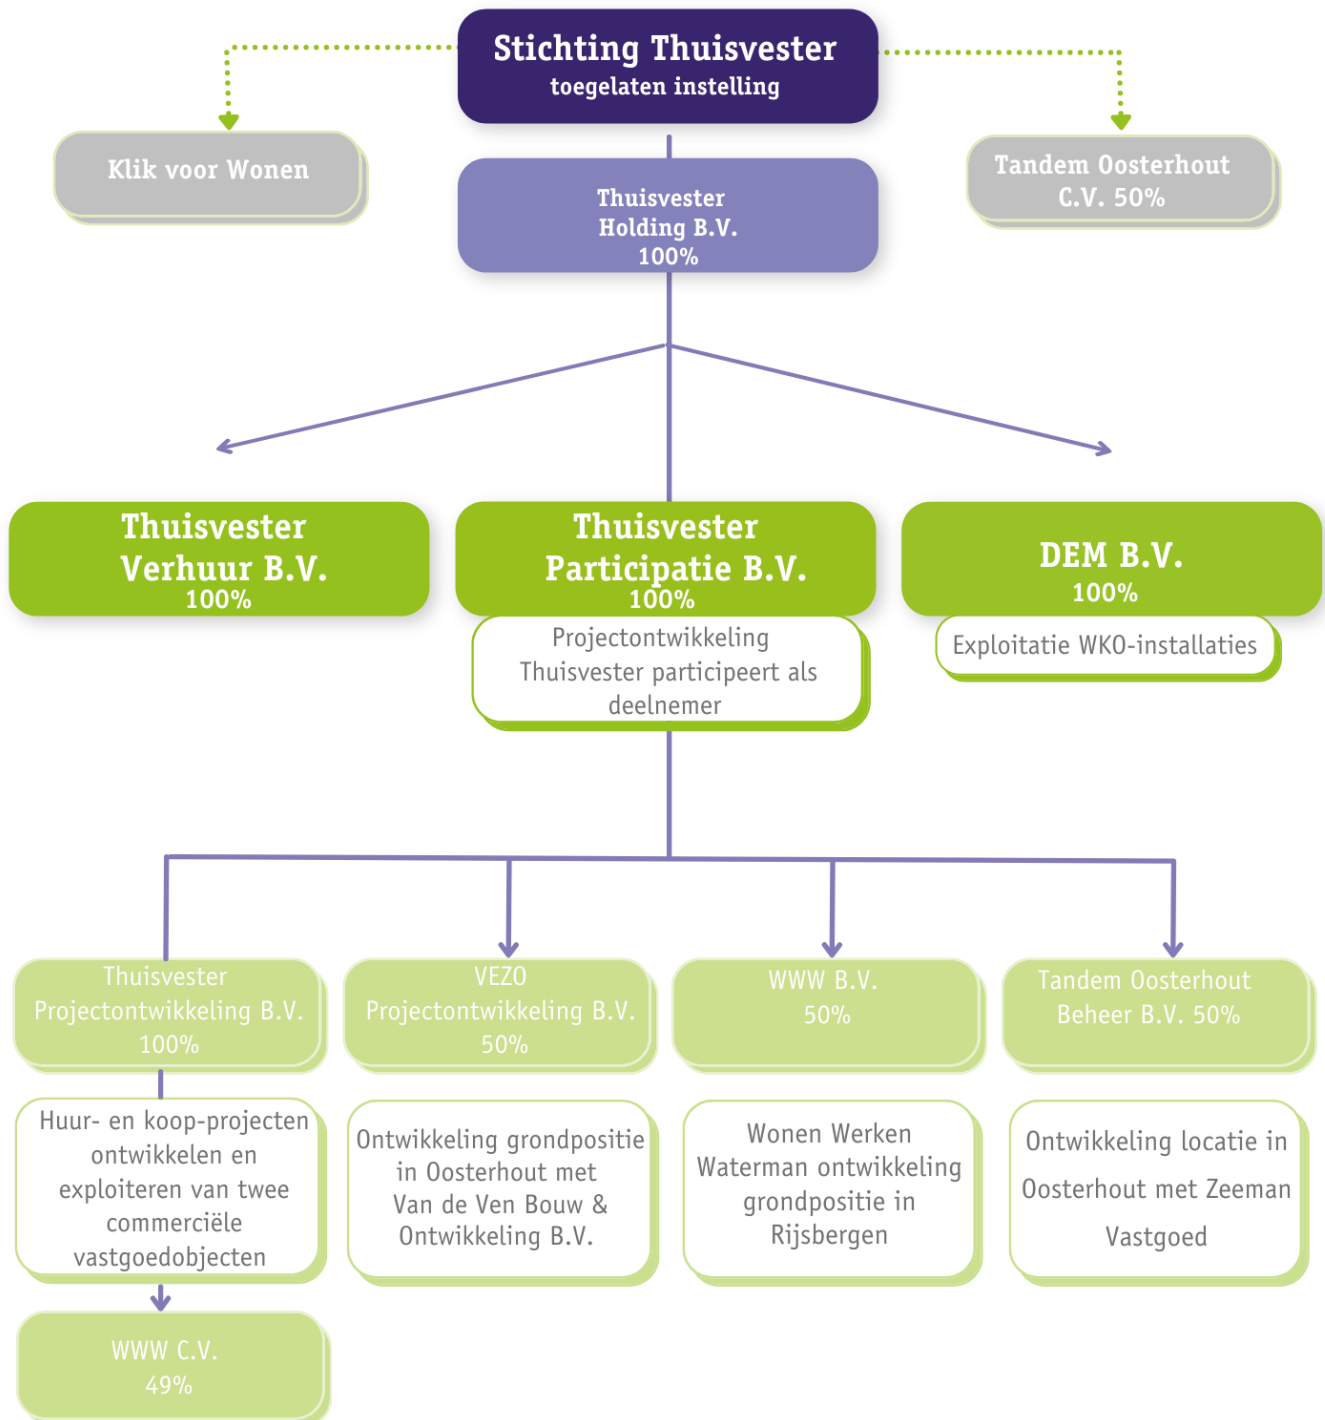 Stichting Thuisvester
toegelaten instelling
Klik voor Wonen
Thuisvester
Holding B.V.
100%
Tandem Oosterhout
C.V. 50%
Thuisvester
Verhuur B.V.
100%
Thuisvester
Participatie B.V.
100%
Projectontwikkeling
Thuisvester participeert als
deelnemer
DEM B.V.
100%
Exploitatie WKO-installaties
Thuisvester
Projectontwikkeling B.V.
100%
Huur- en koop-projecten
ontwikkelen en
exploiteren van twee
commerciële
vastgoedobjecten
WWW C.V.
49%
VEZO
Projectontwikkeling B.V.
50%
Ontwikkeling grondpositie
in Oosterhout met
Van de Ven Bouw &
Ontwikkeling B.V.
WWW B.V.
50%
Wonen Werken
Waterman ontwikkeling
grondpositie in
Rijsbergen
Tandem Oosterhout
Beheer B.V. 50%
Ontwikkeling locatie in
Oosterhout met Zeeman
Vastgoed